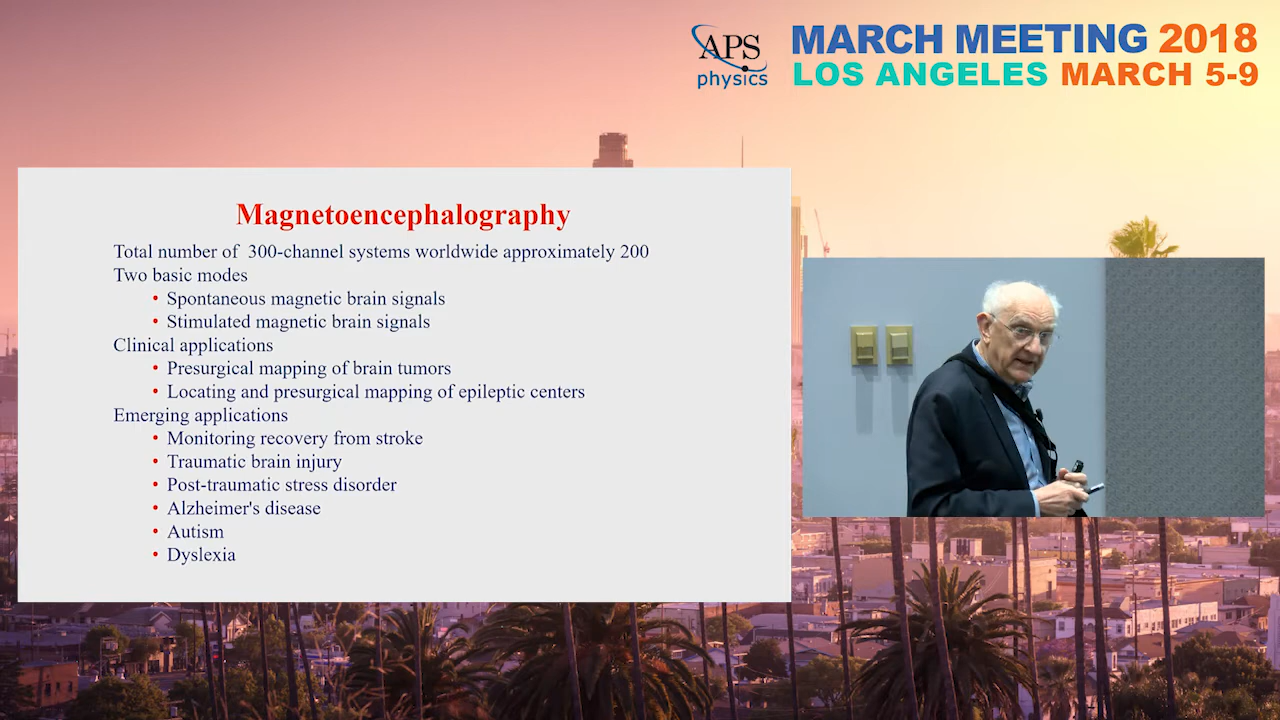 APS
physics
MARCH MEETING 2018
LOS ANGELES MARCH 5-9
Magnetoencephalography
Total number of 300-channel systems worldwide approximately 200
Two basic modes
• Spontaneous magnetic brain signals
• Stimulated magnetic brain signals
Clinical applications
• Presurgical mapping of brain tumors
• Locating and presurgical mapping of epileptic centers
Emerging applications
• Monitoring recovery from stroke
• Traumatic brain injury
• Post-traumatic stress disorder
• Alzheimer's disease
• Autism
• Dyslexia